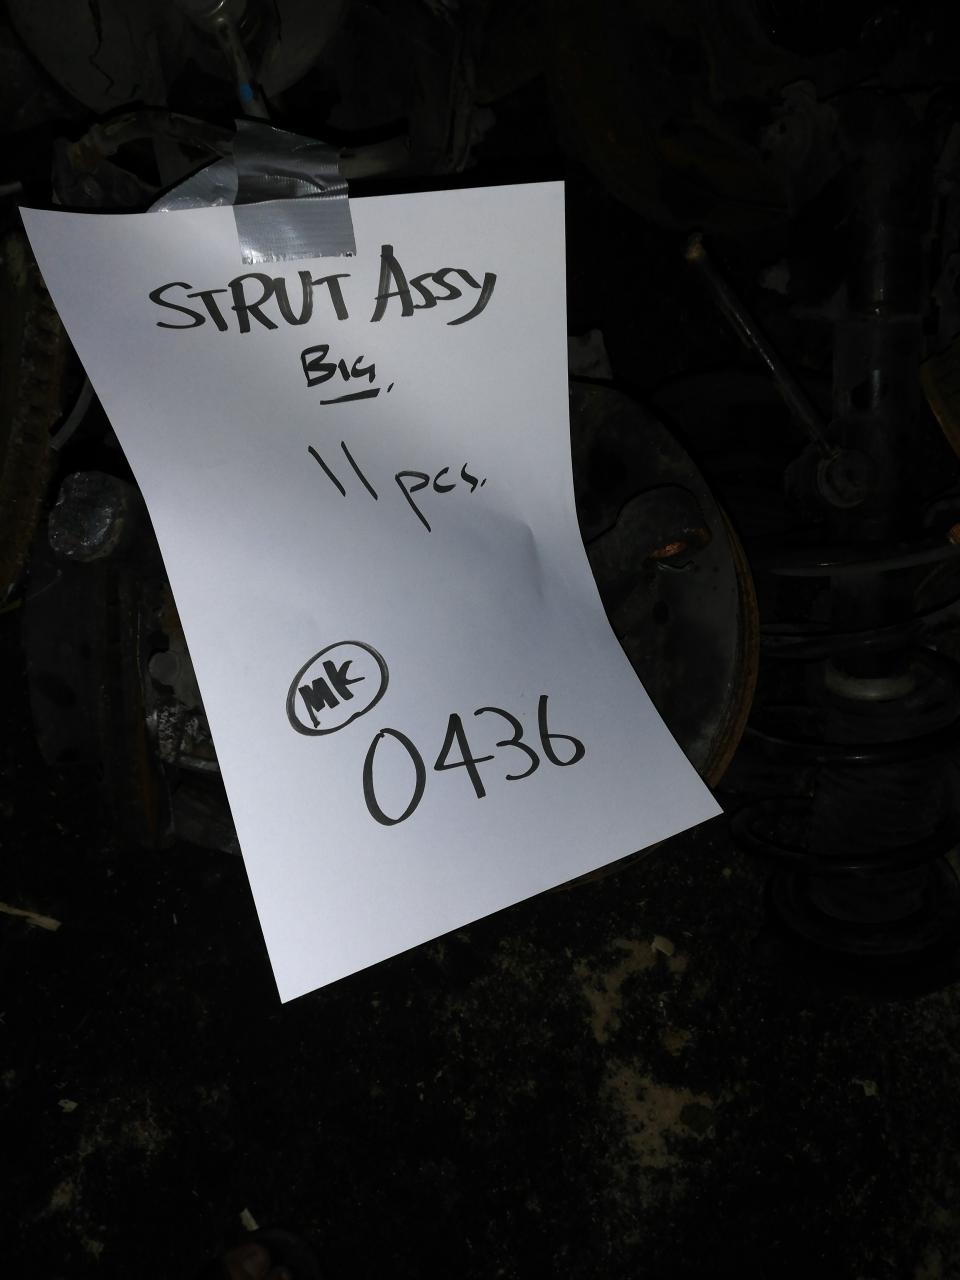 STRUT Assy
BIG.
11 pcs.
MK
0436